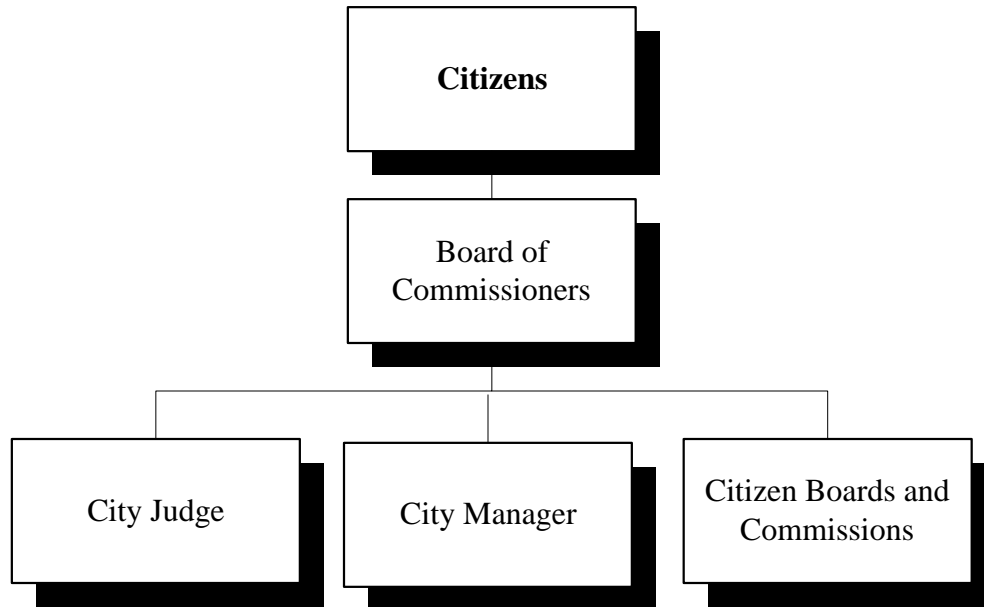 Citizens
Board of
Commissioners
City Judge
City Manager
Citizen Boards and
Commissions